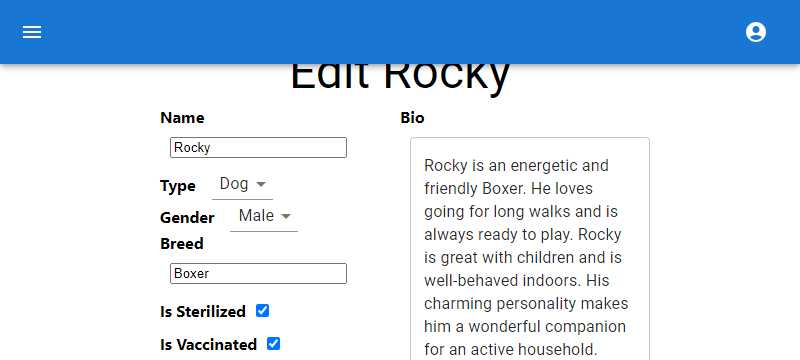 Edit Rocky
Name
Rocky
Type Dog
Gender Male
Breed
Boxer
Is Sterilized
Is Vaccinated
Bio
Rocky is an energetic and
friendly Boxer. He loves
going for long walks and is
always ready to play. Rocky
is great with children and is
well-behaved indoors. His
charming personality makes
him a wonderful companion
for an active household.